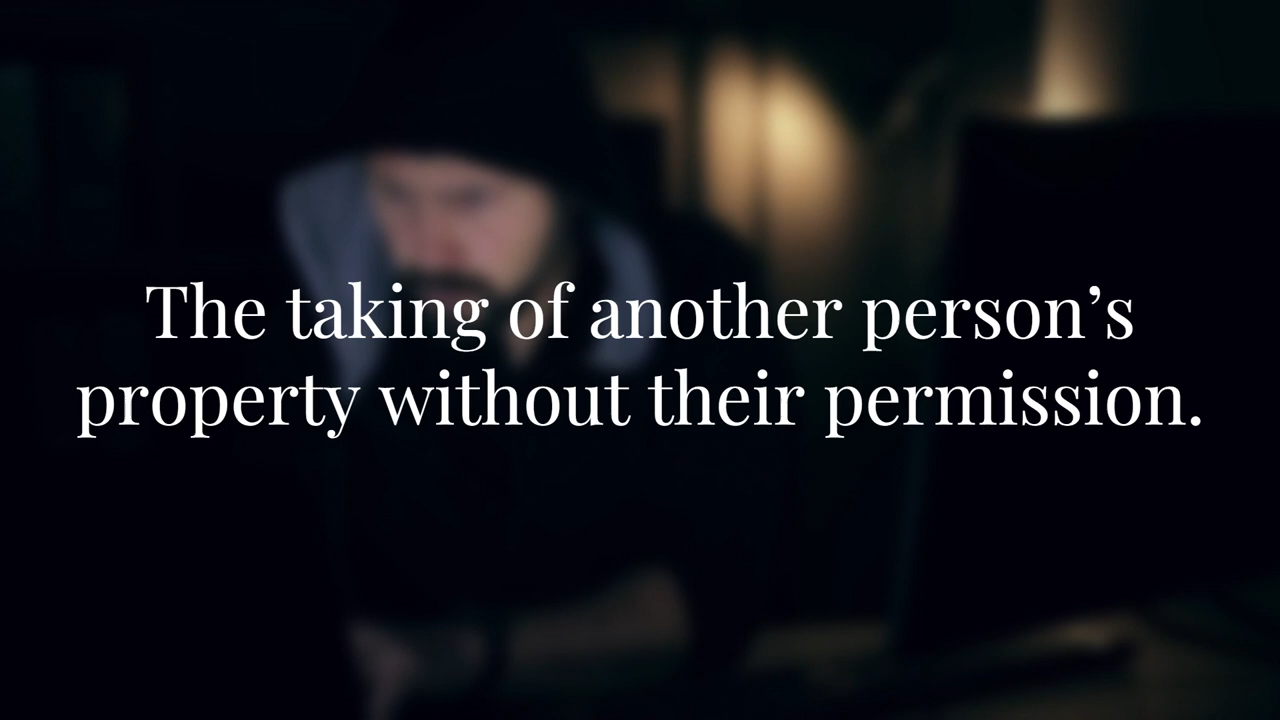 The taking of another person’s
property without their permission.